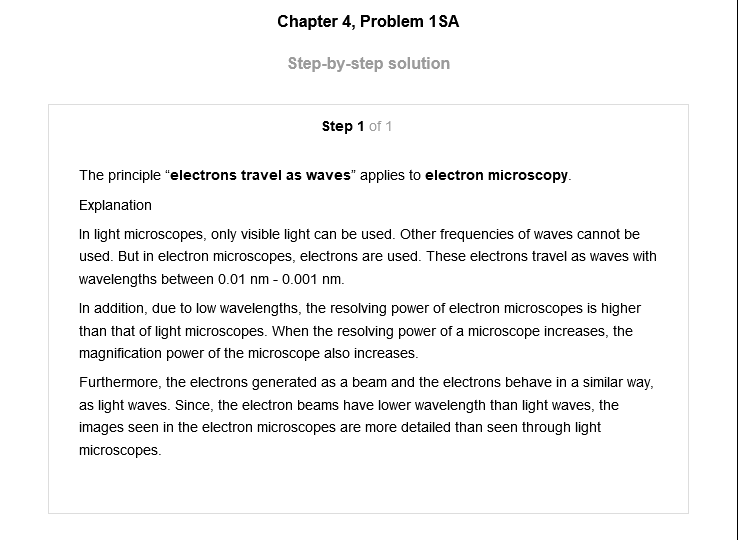 Chapter 4, Problem 1SA
Step-by-step solution
Step 1 of 1
The principle “electrons travel as waves” applies to electron microscopy.
Explanation
In light microscopes, only visible light can be used. Other frequencies of waves cannot be
used. But in electron microscopes, electrons are used. These electrons travel as waves with
wavelengths between 0.01 nm - 0.001 nm.
In addition, due to low wavelengths, the resolving power of electron microscopes is higher
than that of light microscopes. When the resolving power of a microscope increases, the
magnification power of the microscope also increases.
Furthermore, the electrons generated as a beam and the electrons behave in a similar way,
as light waves. Since, the electron beams have lower wavelength than light waves, the
images seen in the electron microscopes are more detailed than seen through light
microscopes.